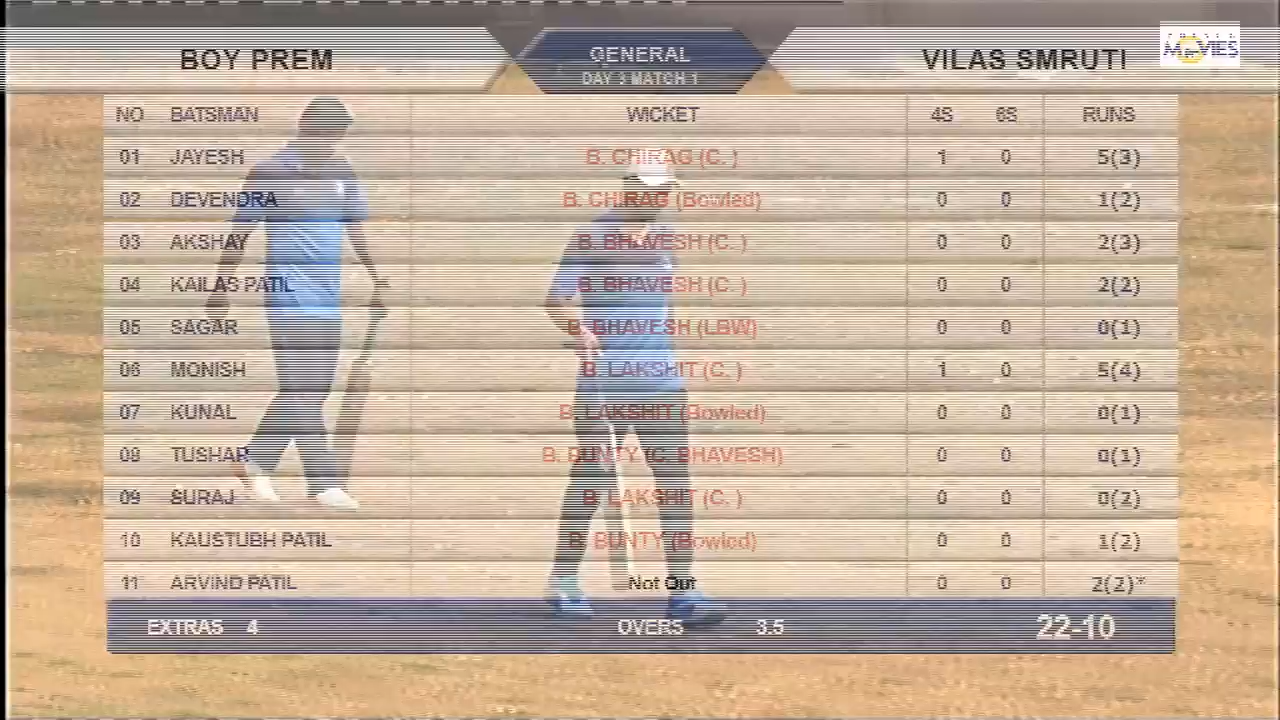 BOY PREM GENERAL VILAS SMRUTI
DAY 3 MATCH 1
MOVIES
NO BATSMAN WICKET 4S 6S RUNS
01 JAYESH B. CHIRAG (C. ) 1 0 5(3)
02 DEVENDRA B. CHIRAG (Bowled) 0 0 1(2)
03 AKSHAY B. BHAVESH (C. ) 0 0 2(3)
04 KAILAS PATIL B. BHAVESH (C. ) 0 0 2(2)
05 SAGAR B. BHAVESH (LBW) 0 0 0(1)
06 MONISH B. LAKSHIT (C. ) 1 0 5(4)
07 KUNAL B. LAKSHIT (Bowled) 0 0 0(1)
08 TUSHAR B. BUNTY (C. BHAVESH) 0 0 0(1)
09 SURAJ B. LAKSHIT (C. ) 0 0 0(2)
10 KAUSTUBH PATIL B. BUNTY (Bowled) 0 0 1(2)
11 ARVIND PATIL Not Out 0 0 2(2)*
EXTRAS 4 OVERS 3.5 22-10